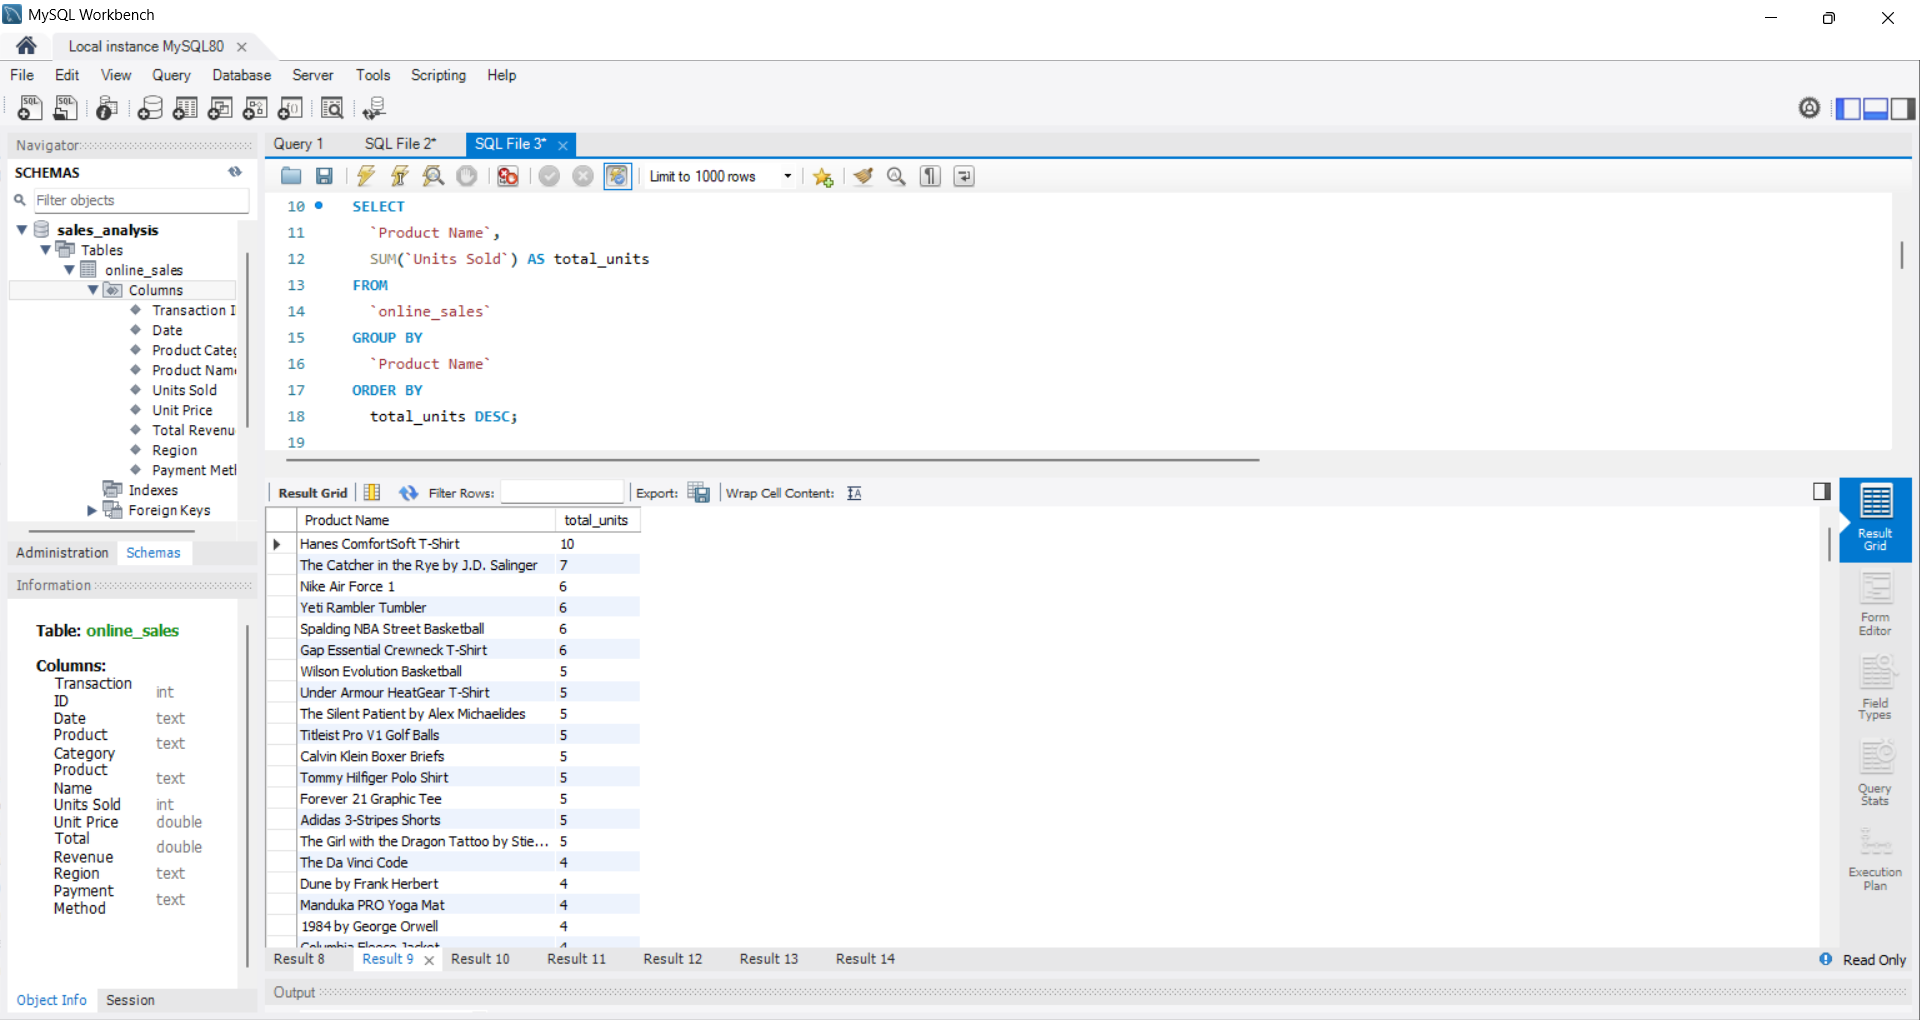 MySQL Workbench
Local instance MySQL80
File Edit View Query Database Server Tools Scripting Help
Navigator
SCHEMAS
Filter objects
sales_analysis
Tables
online_sales
Columns
Transaction I
Date
Product Categ
Product Name
Units Sold
Unit Price
Total Revenu
Region
Payment Meth
Indexes
Foreign Keys
Administration Schemas
Information
Table: online_sales
Columns:
Transaction ID int
Date text
Product Category text
Product Name text
Units Sold int
Unit Price double
Total Revenue double
Region text
Payment Method text
Object Info Session
Query 1 SQL File 2* SQL File 3*
Limit to 1000 rows
10 SELECT
11 `Product Name`,
12 SUM(`Units Sold`) AS total_units
13 FROM
14 `online_sales`
15 GROUP BY
16 `Product Name`
17 ORDER BY
18 total_units DESC;
19
Result Grid Filter Rows: Export: Wrap Cell Content:
Product Name total_units
Hanes ComfortSoft T-Shirt 10
The Catcher in the Rye by J.D. Salinger 7
Nike Air Force 1 6
Yeti Rambler Tumbler 6
Spalding NBA Street Basketball 6
Gap Essential Crewneck T-Shirt 6
Wilson Evolution Basketball 5
Under Armour HeatGear T-Shirt 5
The Silent Patient by Alex Michaelides 5
Titleist Pro V1 Golf Balls 5
Calvin Klein Boxer Briefs 5
Tommy Hilfiger Polo Shirt 5
Forever 21 Graphic Tee 5
Adidas 3-Stripes Shorts 5
The Girl with the Dragon Tattoo by Stie... 5
The Da Vinci Code 4
Dune by Frank Herbert 4
Manduka PRO Yoga Mat 4
1984 by George Orwell 4
Columbia Fleece Jacket 4
Result 8 Result 9 Result 10 Result 11 Result 12 Result 13 Result 14
Read Only
Output
Result Grid
Form Editor
Field Types
Query Stats
Execution Plan